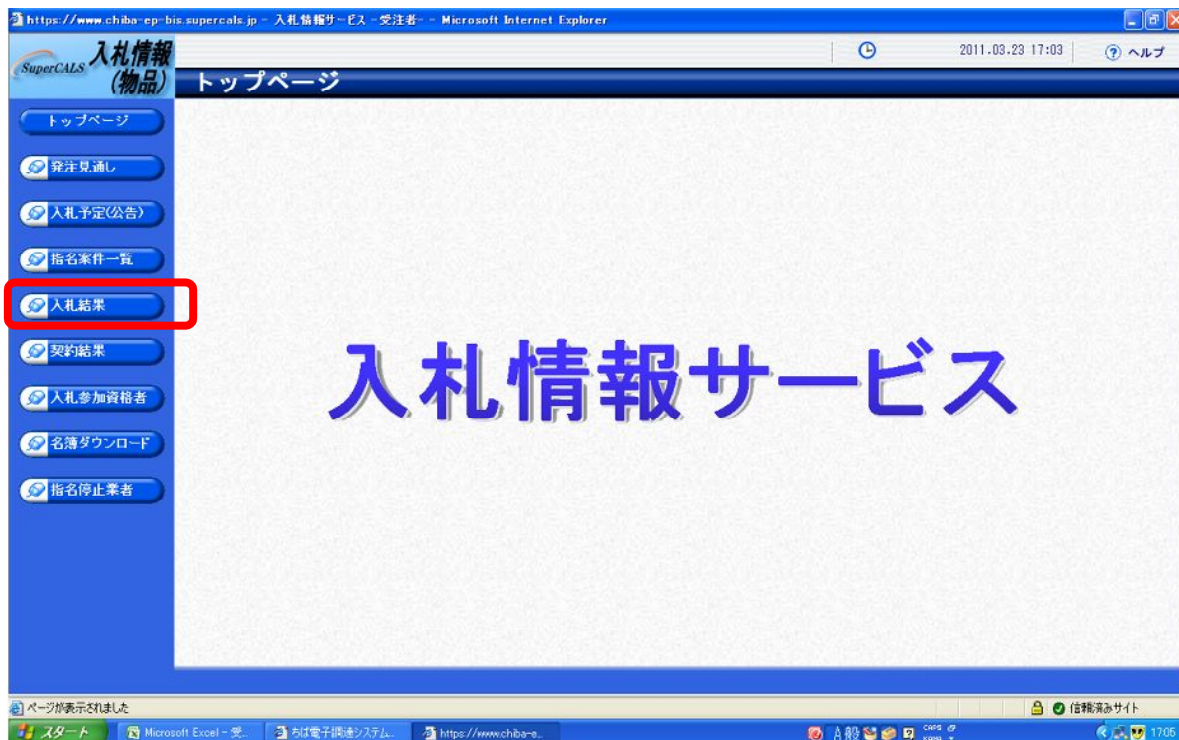 https://www.chiba-ep-bis.supercals.jp - 入札情報サービス -受注者- - Microsoft Internet Explorer
SuperCALS 入札情報
(物品)
2011.03.23 17:03
ヘルプ
トップページ
トップページ
発注見通し
入札予定(公告)
指名案件一覧
入札結果
契約結果
入札参加資格者
名簿ダウンロード
指名停止業者
入札情報サービス
ページが表示されました
信頼済みサイト
スタート
Microsoft Excel - 受...
ちば電子調達システム...
https://www.chiba-e...
A 般
CAPS
KANA
17:05